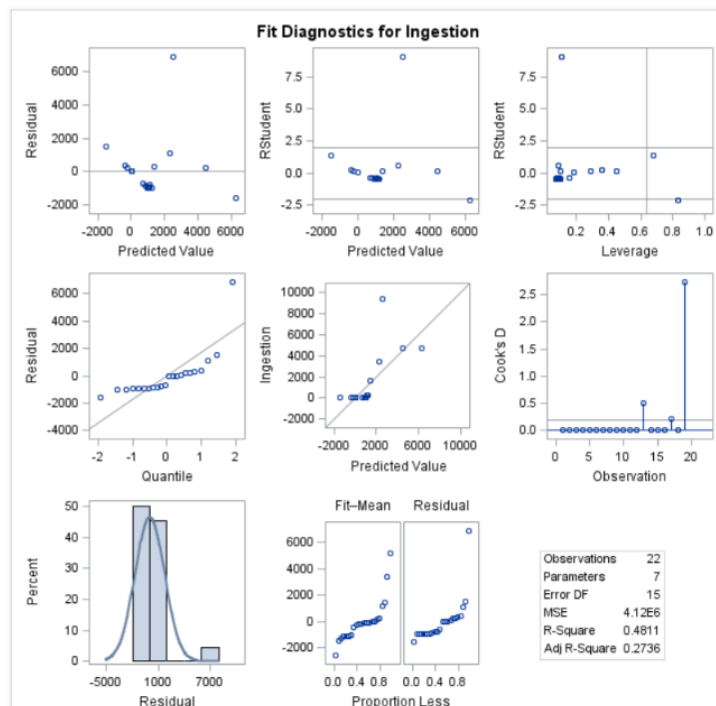 Fit Diagnostics for Ingestion
6000
4000
2000
0
-2000
Residual
-2000 0 2000 4000 6000
Predicted Value
7.5
5.0
2.5
0.0
-2.5
RStudent
-2000 0 2000 4000 6000
Predicted Value
7.5
5.0
2.5
0.0
-2.5
RStudent
0.2 0.4 0.6 0.8 1.0
Leverage
6000
4000
2000
0
-2000
-4000
Residual
-2 -1 0 1 2
Quantile
10000
8000
6000
4000
2000
0
-2000
Ingestion
-2000 2000 6000 10000
Predicted Value
2.5
2.0
1.5
1.0
0.5
0.0
Cook's D
0 5 10 15 20
Observation
50
40
30
20
10
0
Percent
-5000 1000 7000
Residual
Fit–Mean Residual
6000
4000
2000
0
-2000
0.0 0.4 0.8 0.0 0.4 0.8
Proportion Less
Observations 22
Parameters 7
Error DF 15
MSE 4.12E6
R-Square 0.4811
Adj R-Square 0.2736